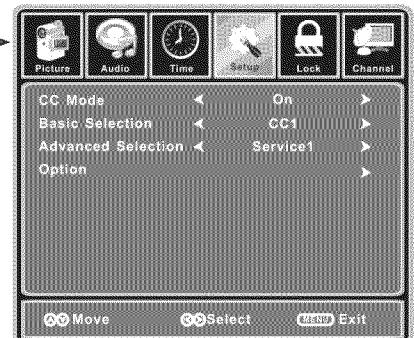 Picture Audio Time Setup Lock Channel
CC Mode On
Basic Selection CC1
Advanced Selection Service1
Option
Move Select MENU Exit